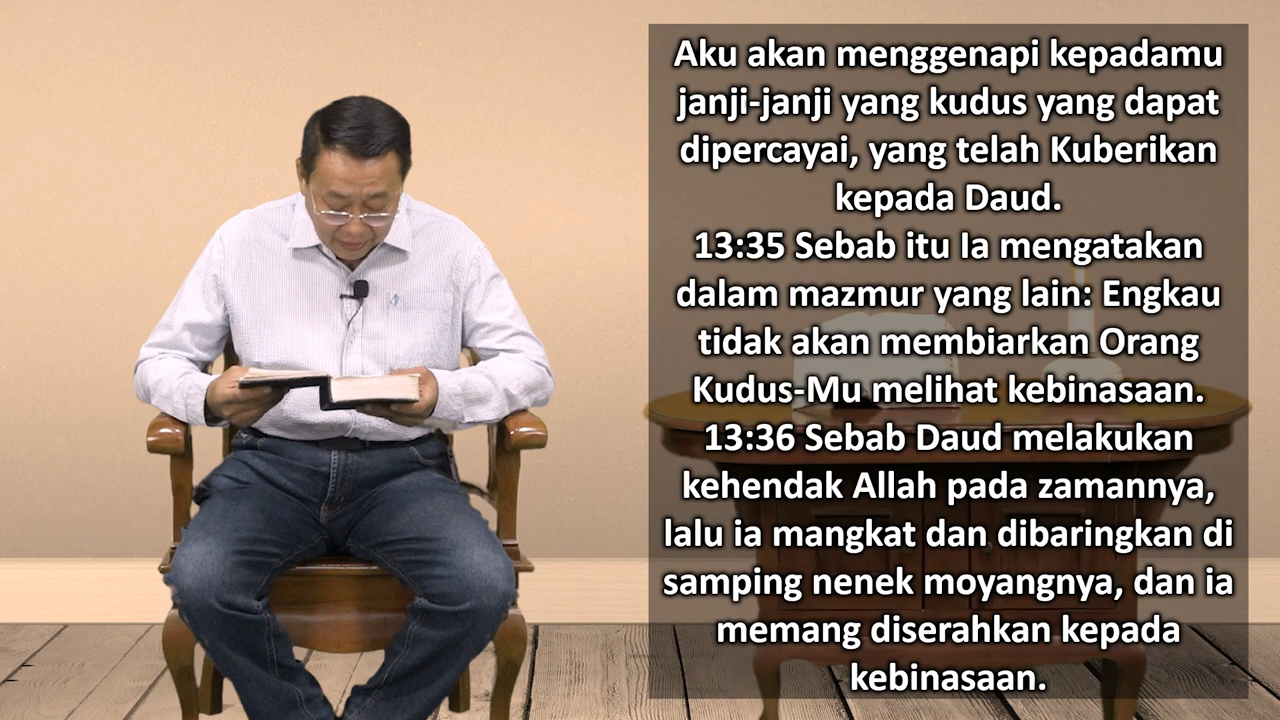 Aku akan menggenapi kepadamu
janji-janji yang kudus yang dapat
dipercayai, yang telah Kuberikan
kepada Daud.
13:35 Sebab itu Ia mengatakan
dalam mazmur yang lain: Engkau
tidak akan membiarkan Orang
Kudus-Mu melihat kebinasaan.
13:36 Sebab Daud melakukan
kehendak Allah pada zamannya,
lalu ia mangkat dan dibaringkan di
samping nenek moyangnya, dan ia
memang diserahkan kepada
kebinasaan.